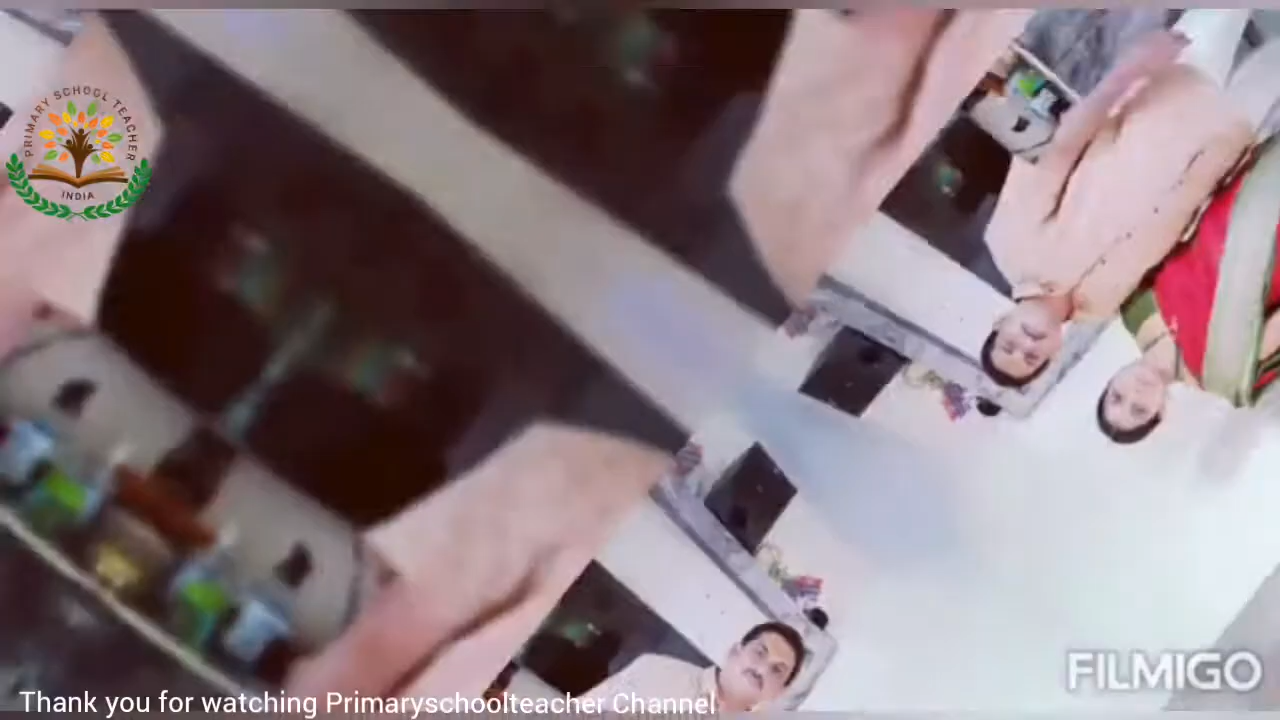 PRIMARY SCHOOL TEACHER
INDIA
FILMIGO
Thank you for watching Primaryschoolteacher Channel